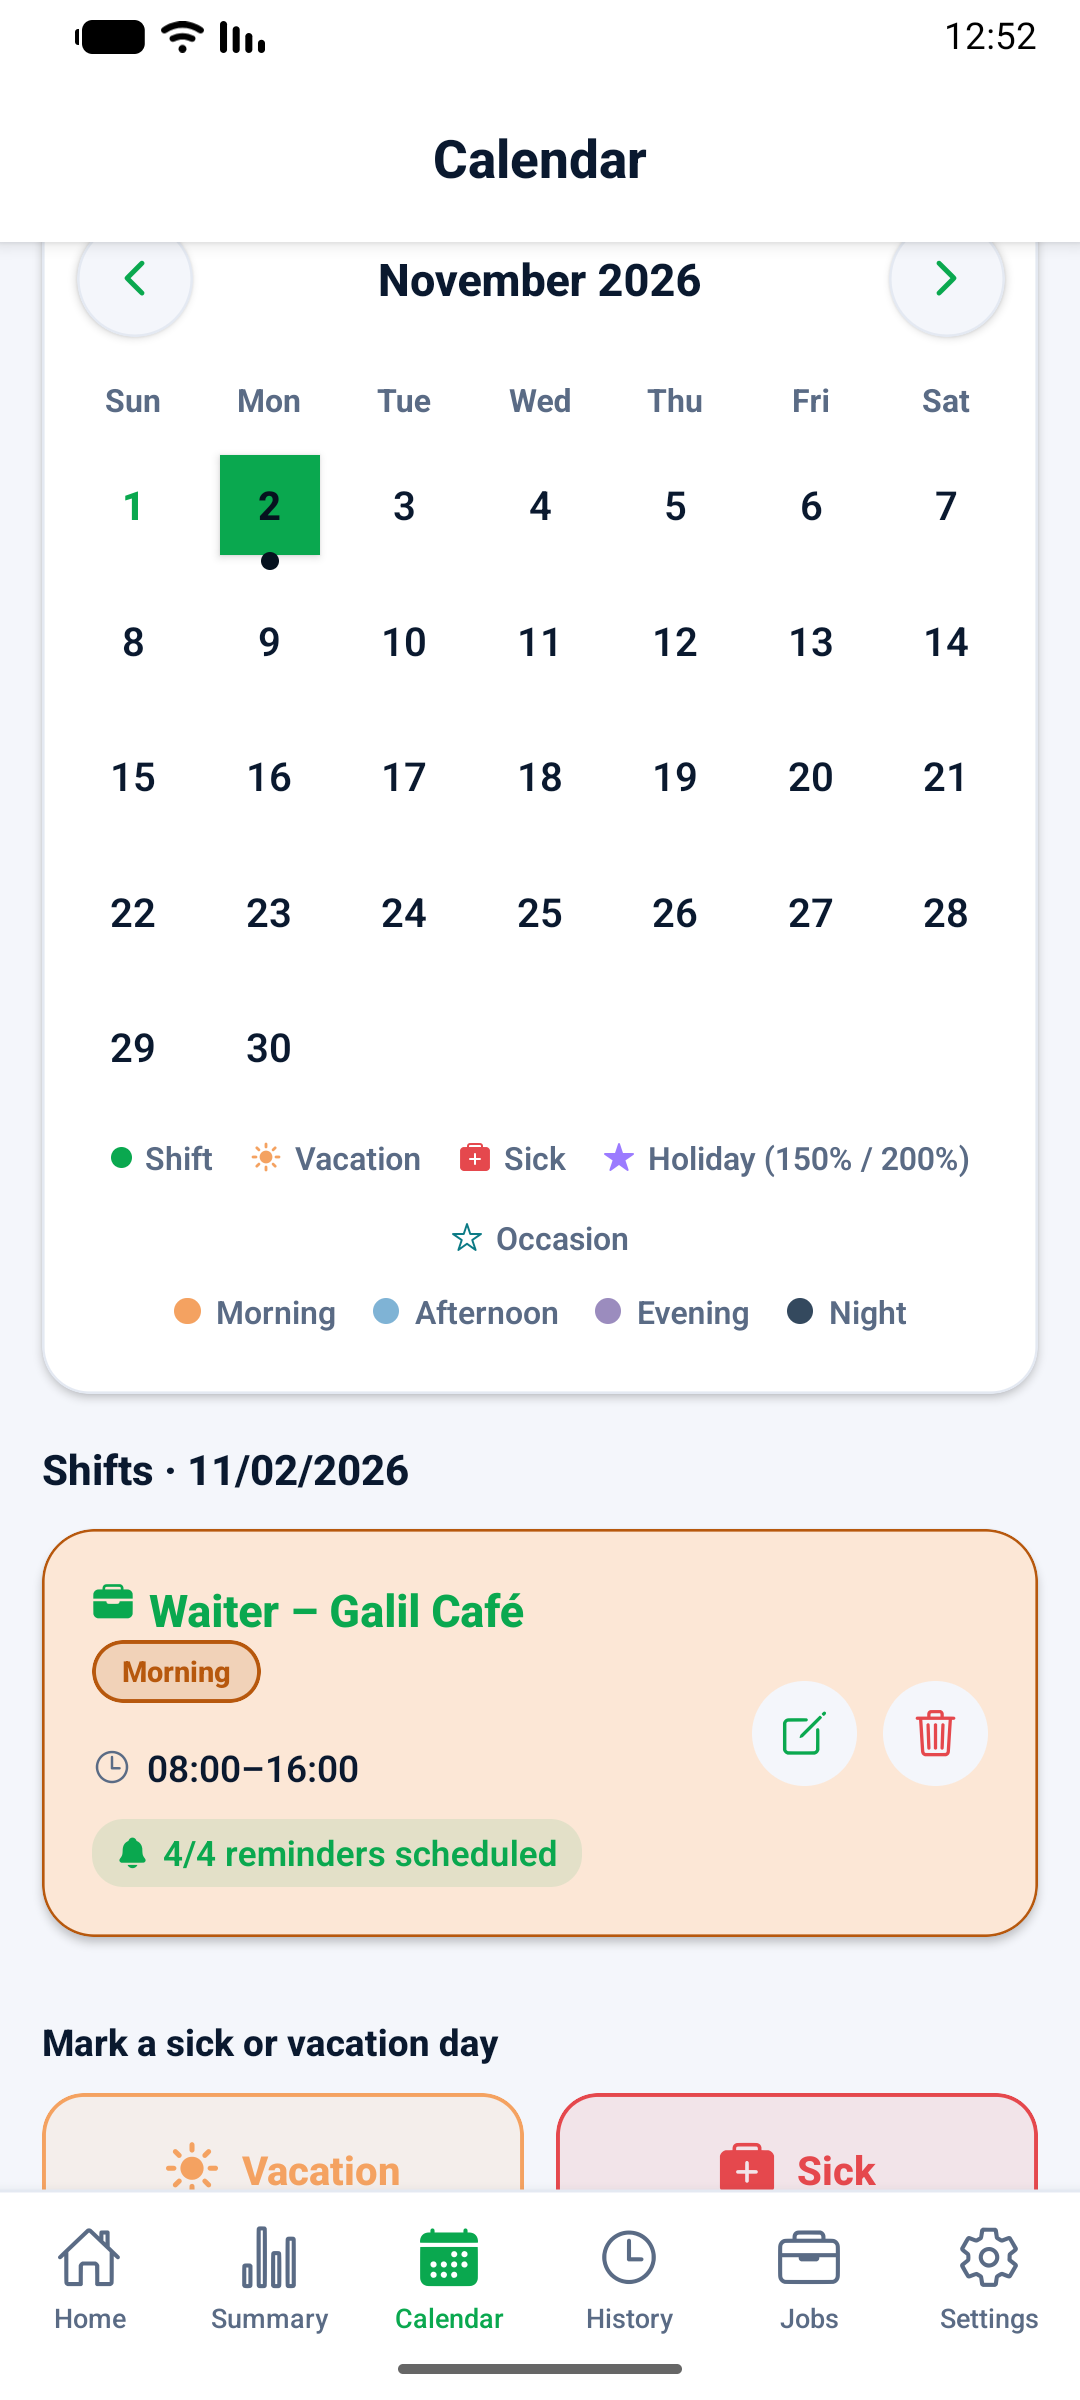 12:52
Calendar
November 2026
Sun Mon Tue Wed Thu Fri Sat
1 2 3 4 5 6 7
8 9 10 11 12 13 14
15 16 17 18 19 20 21
22 23 24 25 26 27 28
29 30
Shift Vacation Sick Holiday (150% / 200%)
Occasion
Morning Afternoon Evening Night
Shifts · 11/02/2026
Waiter – Galil Café
Morning
08:00–16:00
4/4 reminders scheduled
Mark a sick or vacation day
Vacation Sick
Home Summary Calendar History Jobs Settings